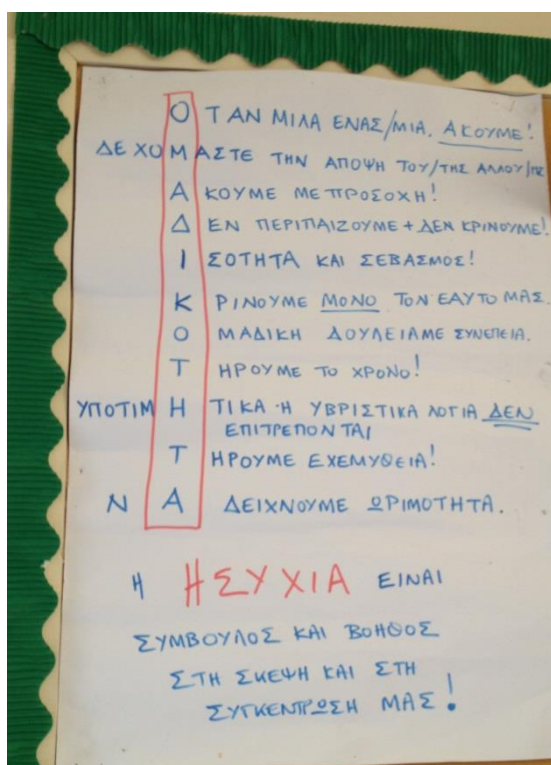 ΟΤΑΝ ΜΙΛΑ ΕΝΑΣ/ΜΙΑ. ΑΚΟΥΜΕ!
ΔΕΧΟΜΑΣΤΕ ΤΗΝ ΑΠΟΨΗ ΤΟΥ/ΤΗΣ ΑΛΛΟΥ/ΗΣ
ΑΚΟΥΜΕ ΜΕ ΠΡΟΣΟΧΗ!
ΔΕΝ ΠΕΡΙΠΑΙΖΟΥΜΕ + ΔΕΝ ΚΡΙΝΟΥΜΕ!
ΙΣΟΤΗΤΑ ΚΑΙ ΣΕΒΑΣΜΟΣ!
ΚΡΙΝΟΥΜΕ ΜΟΝΟ ΤΟΝ ΕΑΥΤΟ ΜΑΣ.
ΟΜΑΔΙΚΗ ΔΟΥΛΕΙΑ ΜΕ ΣΥΝΕΠΕΙΑ.
ΤΗΡΟΥΜΕ ΤΟ ΧΡΟΝΟ!
ΥΠΟΤΙΜΗΤΙΚΑ Ή ΥΒΡΙΣΤΙΚΑ ΛΟΓΙΑ ΔΕΝ
ΕΠΙΤΡΕΠΟΝΤΑΙ
ΤΗΡΟΥΜΕ ΕΧΕΜΥΘΕΙΑ!
ΝΑ ΔΕΙΧΝΟΥΜΕ ΩΡΙΜΟΤΗΤΑ.
Η ΗΣΥΧΙΑ ΕΙΝΑΙ
ΣΥΜΒΟΥΛΟΣ ΚΑΙ ΒΟΗΘΟΣ
ΣΤΗ ΣΚΕΨΗ ΚΑΙ ΣΤΗ
ΣΥΓΚΕΝΤΡΩΣΗ ΜΑΣ!